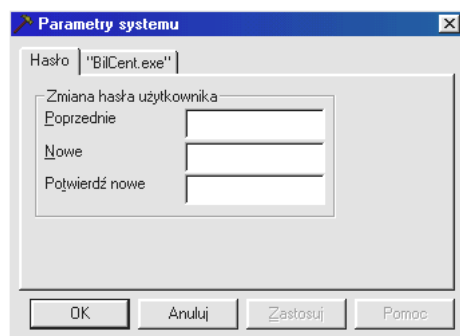 Parametry systemu
Hasło "BilCent.exe"
Zmiana hasła użytkownika
Poprzednie
Nowe
Potwierdź nowe
OK Anuluj Zastosuj Pomoc